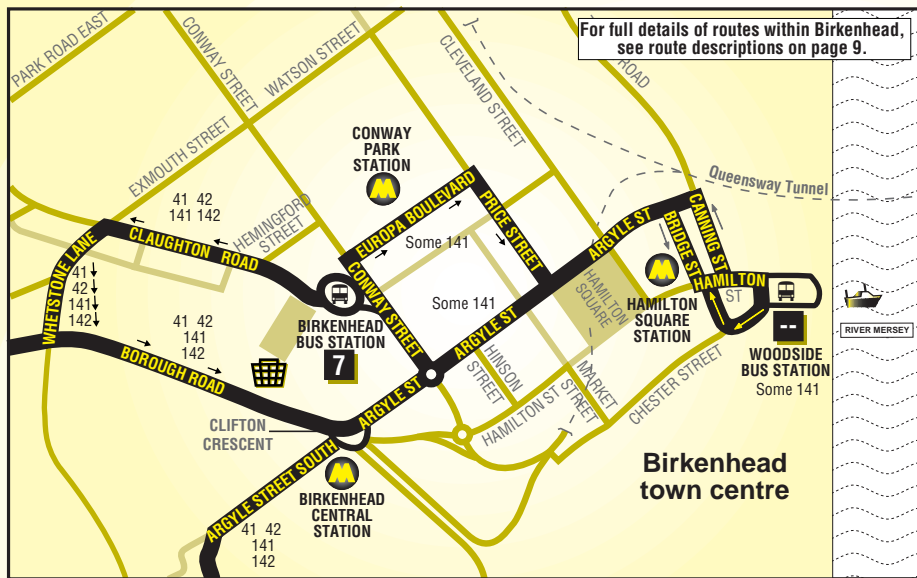 For full details of routes within Birkenhead,
see route descriptions on page 9.
PARK ROAD EAST
CONWAY STREET
WATSON STREET
CLEVELAND STREET
ROAD
EXMOUTH STREET
CONWAY
PARK
STATION
M
Queensway Tunnel
41 42
141 142
HEMINGFORD
STREET
EUROPA BOULEVARD
PRICE STREET
ARGYLE ST
CANNING ST
BRIDGE ST
WHETSTONE LANE
CLAUGHTON ROAD
Some 141
CONWAY STREET
HAMILTON
SQUARE
M
HAMILTON
ST
41
42
141
142
Some 141
HAMILTON
SQUARE
STATION
RIVER MERSEY
41 42
141
142
BIRKENHEAD
BUS STATION
7
ARGYLE ST
--
WOODSIDE
BUS STATION
Some 141
BOROUGH ROAD
HINSON
STREET
MARKET
STREET
CHESTER STREET
ARGYLE ST
HAMILTON ST
CLIFTON
CRESCENT
ARGYLE STREET SOUTH
M
BIRKENHEAD
CENTRAL
STATION
Birkenhead
town centre
41 42
141
142